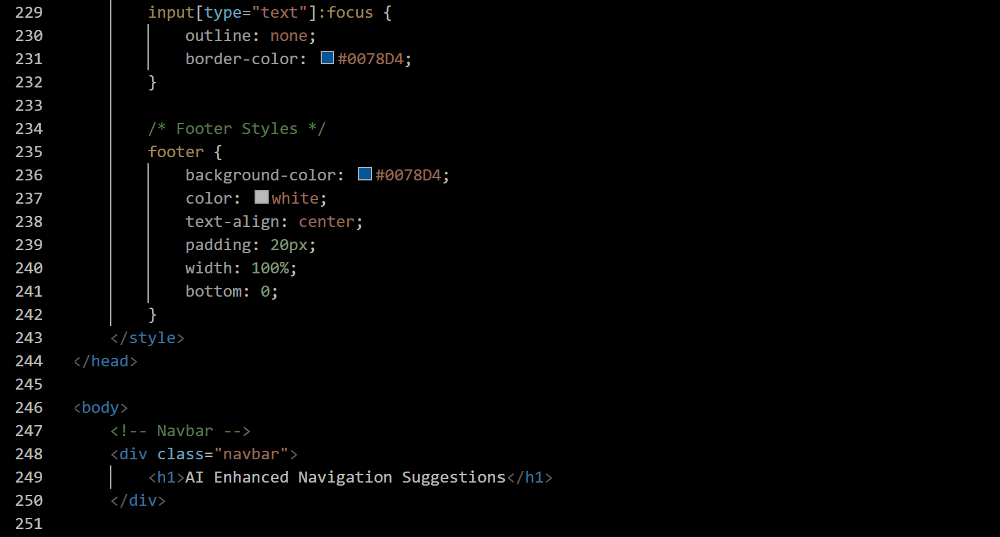 229 input[type="text"]:focus {
230 outline: none;
231 border-color: #0078D4;
232 }
233
234 /* Footer Styles */
235 footer {
236 background-color: #0078D4;
237 color: white;
238 text-align: center;
239 padding: 20px;
240 width: 100%;
241 bottom: 0;
242 }
243 </style>
244 </head>
245
246 <body>
247 <!-- Navbar -->
248 <div class="navbar">
249 <h1>AI Enhanced Navigation Suggestions</h1>
250 </div>
251